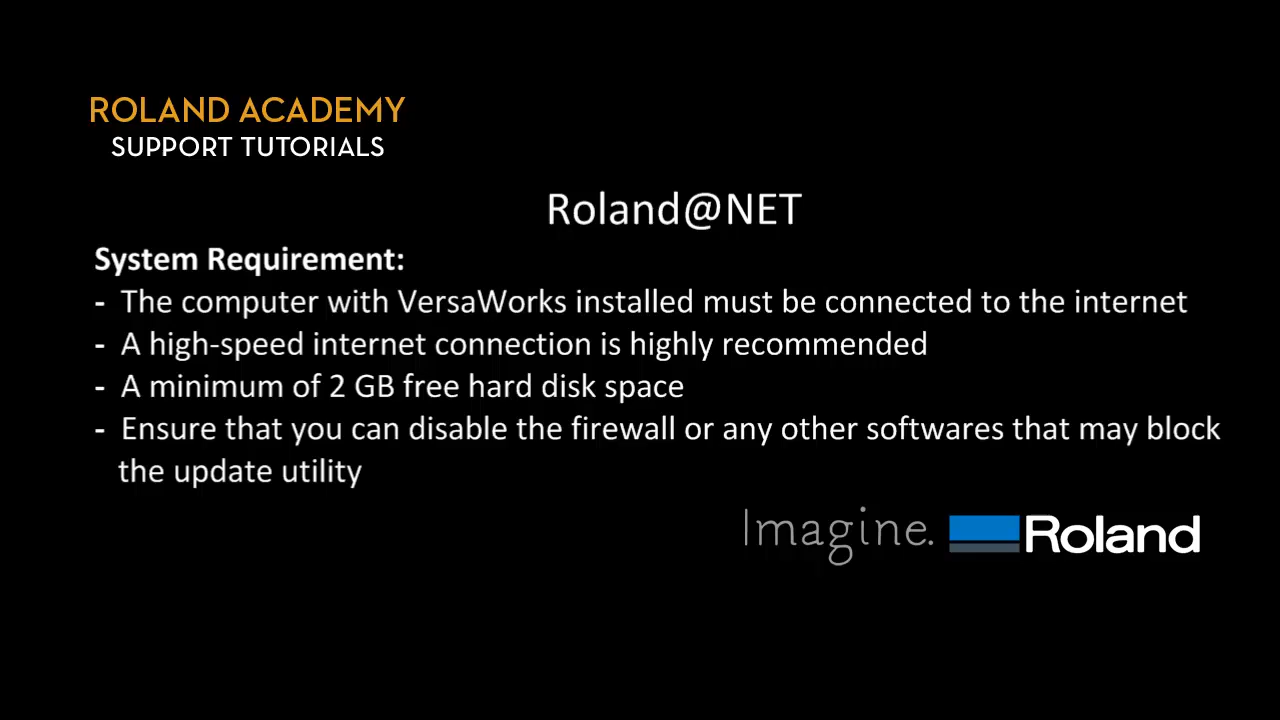 ROLAND ACADEMY
SUPPORT TUTORIALS
Roland@NET
System Requirement:
- The computer with VersaWorks installed must be connected to the internet
- A high-speed internet connection is highly recommended
- A minimum of 2 GB free hard disk space
- Ensure that you can disable the firewall or any other softwares that may block
the update utility
Imagine. Roland